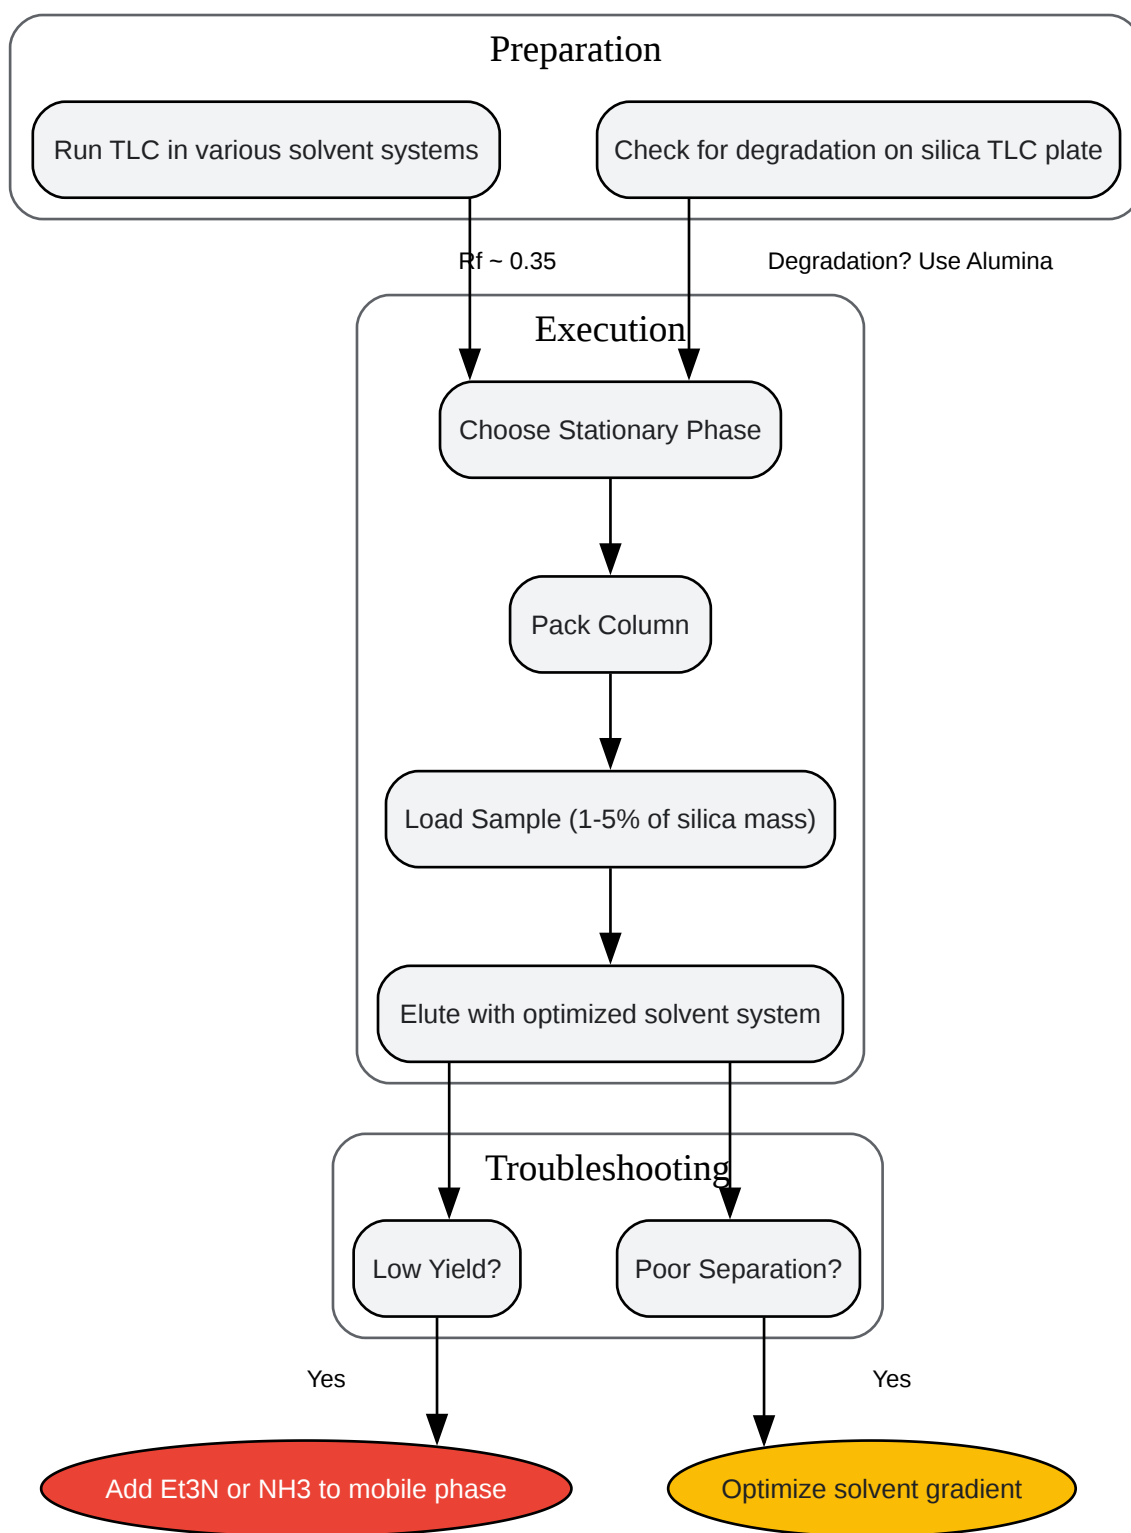 Preparation
Run TLC in various solvent systems
Check for degradation on silica TLC plate
Rf ~ 0.35
Degradation? Use Alumina
Execution
Choose Stationary Phase
Pack Column
Load Sample (1-5% of silica mass)
Elute with optimized solvent system
Troubleshooting
Low Yield?
Poor Separation?
Yes
Yes
Add Et3N or NH3 to mobile phase
Optimize solvent gradient